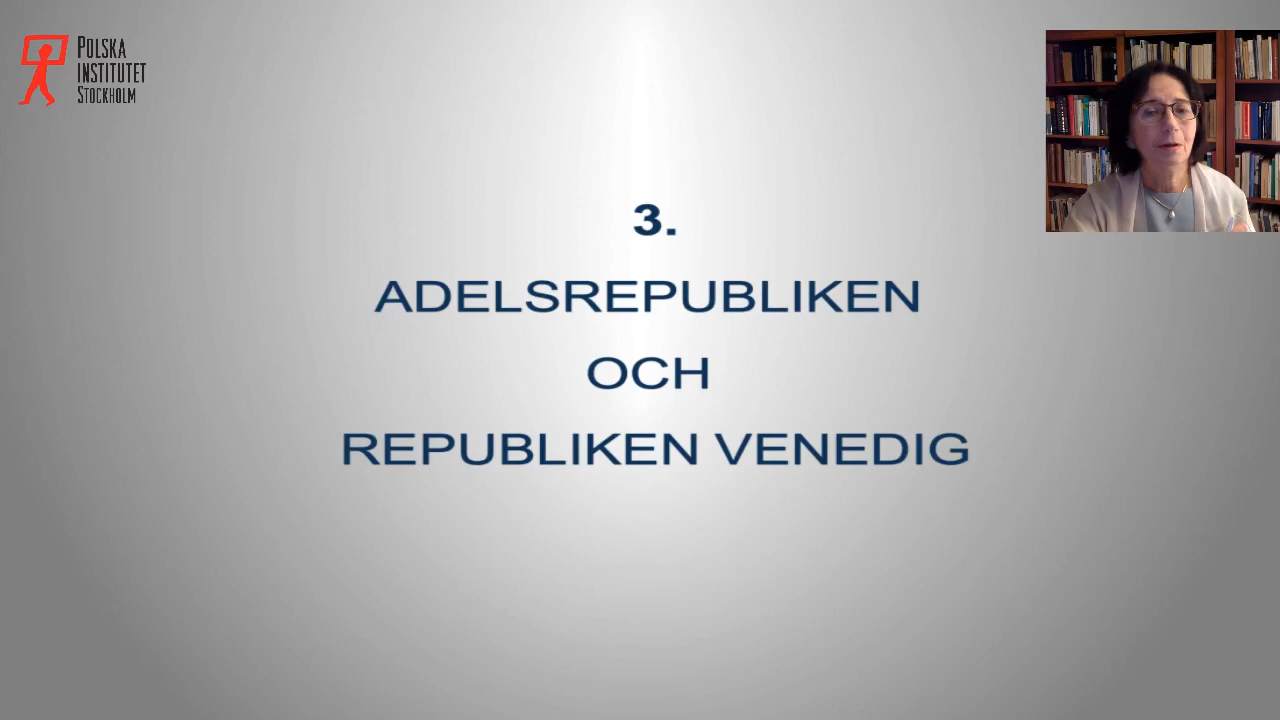 POLSKA
INSTITUTET
STOCKHOLM
3.
ADELSREPUBLIKEN
OCH
REPUBLIKEN VENEDIG